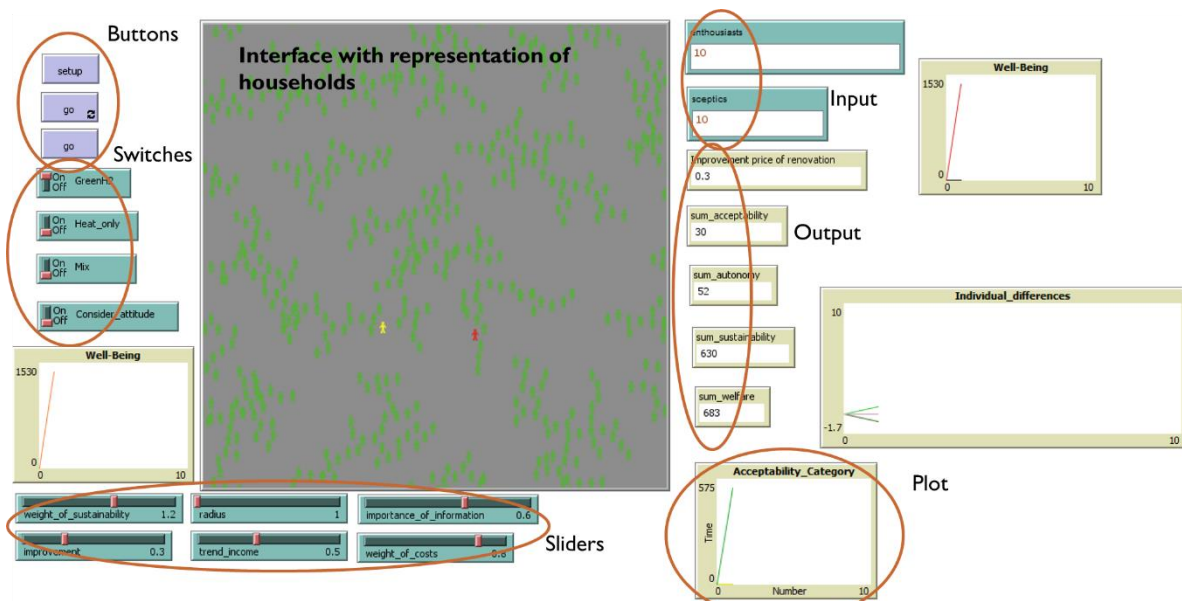 Buttons
setup
go
go
Switches
On
Off
GreenH2
On
Off
Heat_only
On
Off
Mix
On
Off
Consider_attitude
Well-Being
1530
0
0
10
Interface with representation of
households
weight_of_sustainability
1.2
radius
1
importance_of_information
0.6
improvement
0.3
trend_income
0.5
weight_of_costs
0.8
Sliders
enthousiasts
10
sceptics
10
Input
Improvement price of renovation
0.3
sum_acceptability
30
Output
sum_autonomy
52
sum_sustainability
630
sum_welfare
683
Well-Being
1530
0
0
10
Individual_differences
10
-1.7
0
10
Acceptability_Category
575
Time
0
0
Number
10
Plot